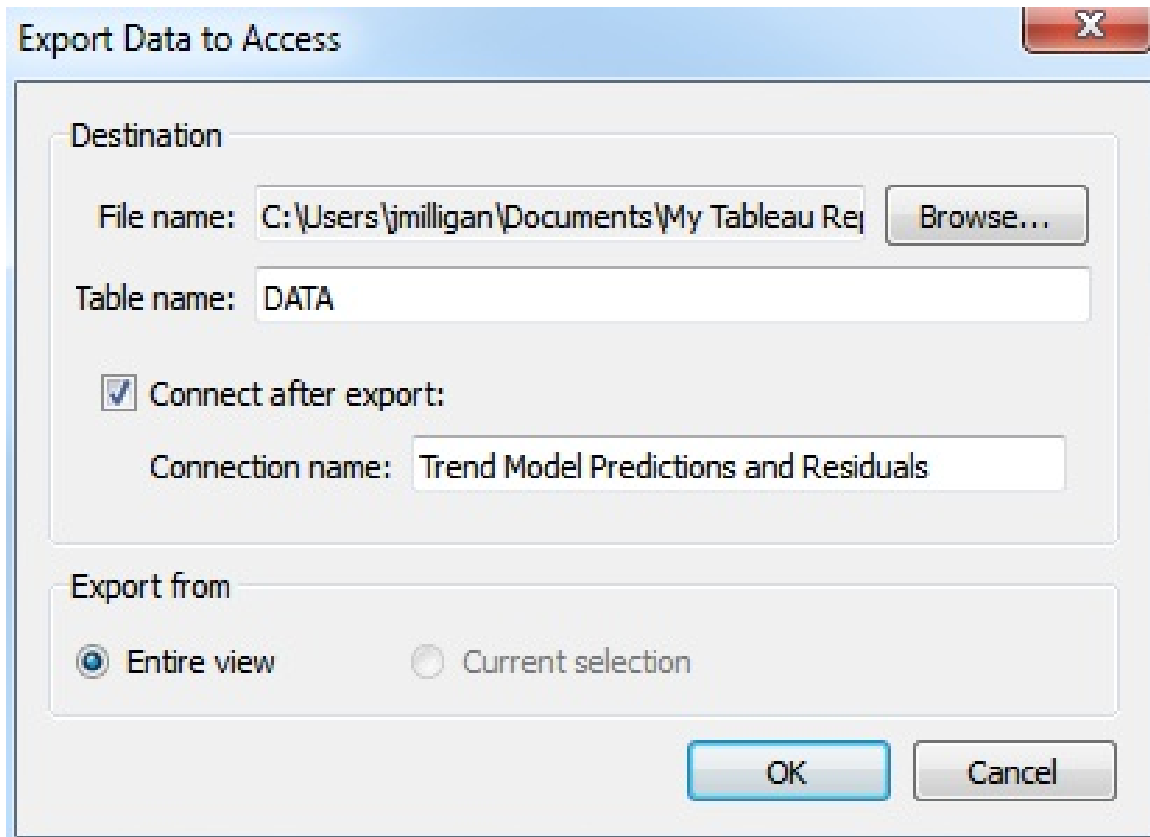 Export Data to Access
X
Destination
File name: C:\Users\jmilligan\Documents\My Tableau Rep Browse...
Table name: DATA
Connect after export:
Connection name: Trend Model Predictions and Residuals
Export from
Entire view Current selection
OK Cancel